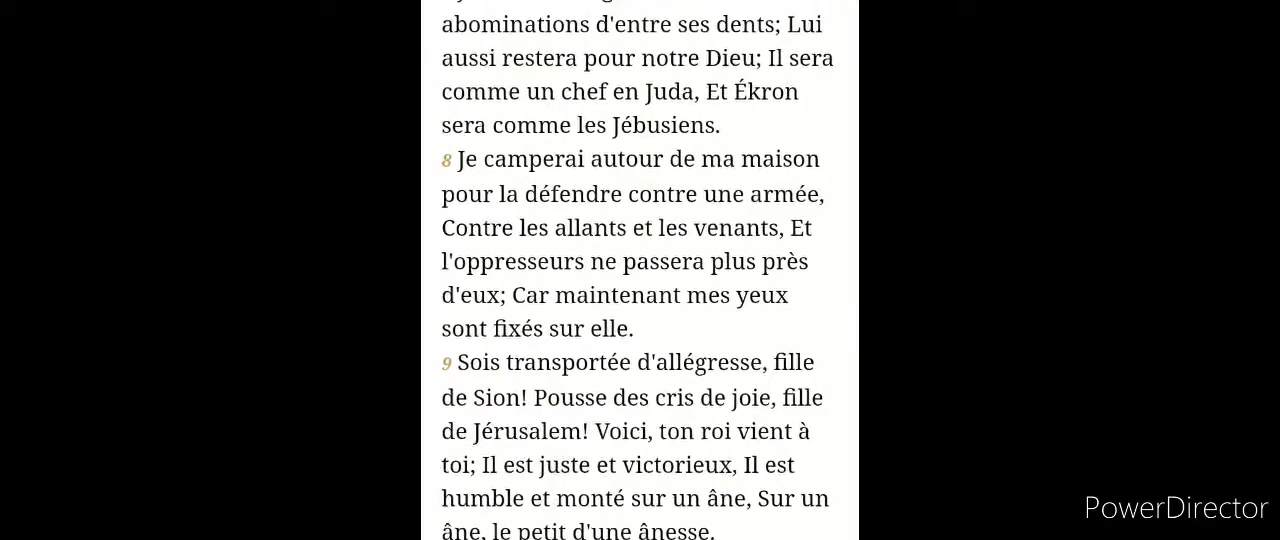 abominations d'entre ses dents; Lui
aussi restera pour notre Dieu; Il sera
comme un chef en Juda, Et Ékron
sera comme les Jébusiens.
8 Je camperai autour de ma maison
pour la défendre contre une armée,
Contre les allants et les venants, Et
l'oppresseurs ne passera plus près
d'eux; Car maintenant mes yeux
sont fixés sur elle.
9 Sois transportée d'allégresse, fille
de Sion! Pousse des cris de joie, fille
de Jérusalem! Voici, ton roi vient à
toi; Il est juste et victorieux, Il est
humble et monté sur un âne, Sur un
âne, le petit d'une ânesse.
PowerDirector